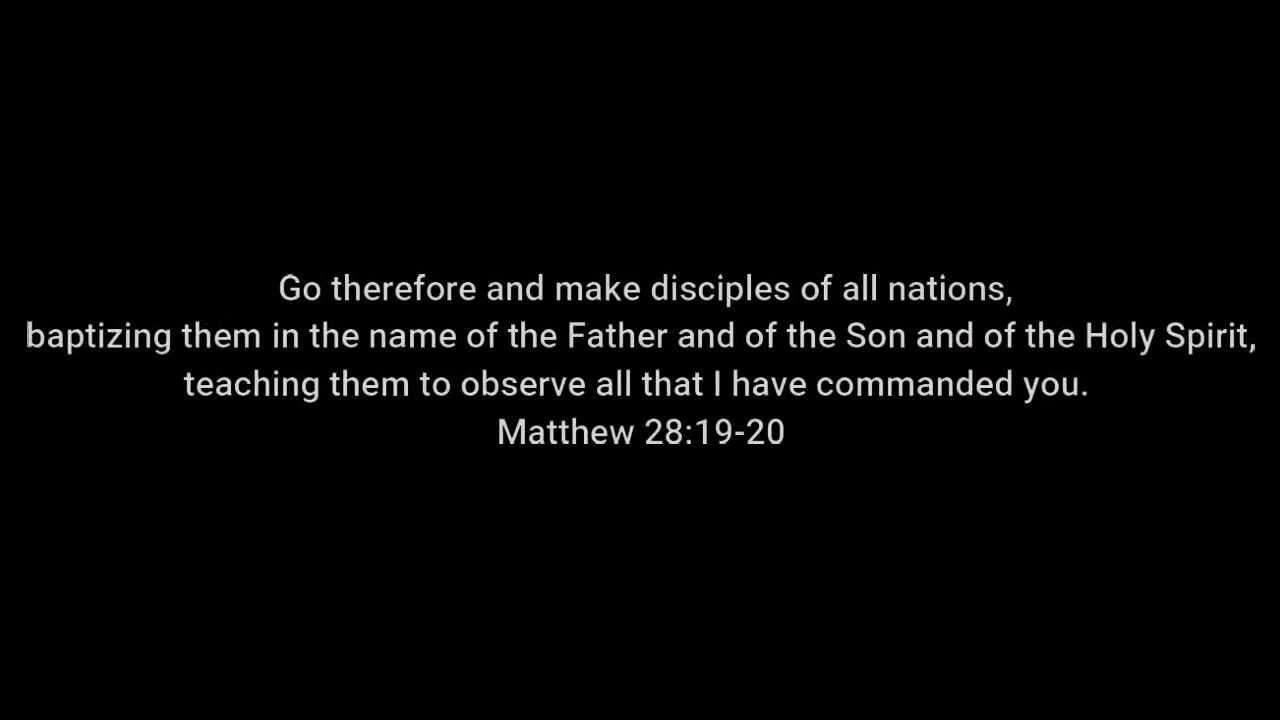 Go therefore and make disciples of all nations,
baptizing them in the name of the Father and of the Son and of the Holy Spirit,
teaching them to observe all that I have commanded you.
Matthew 28:19-20